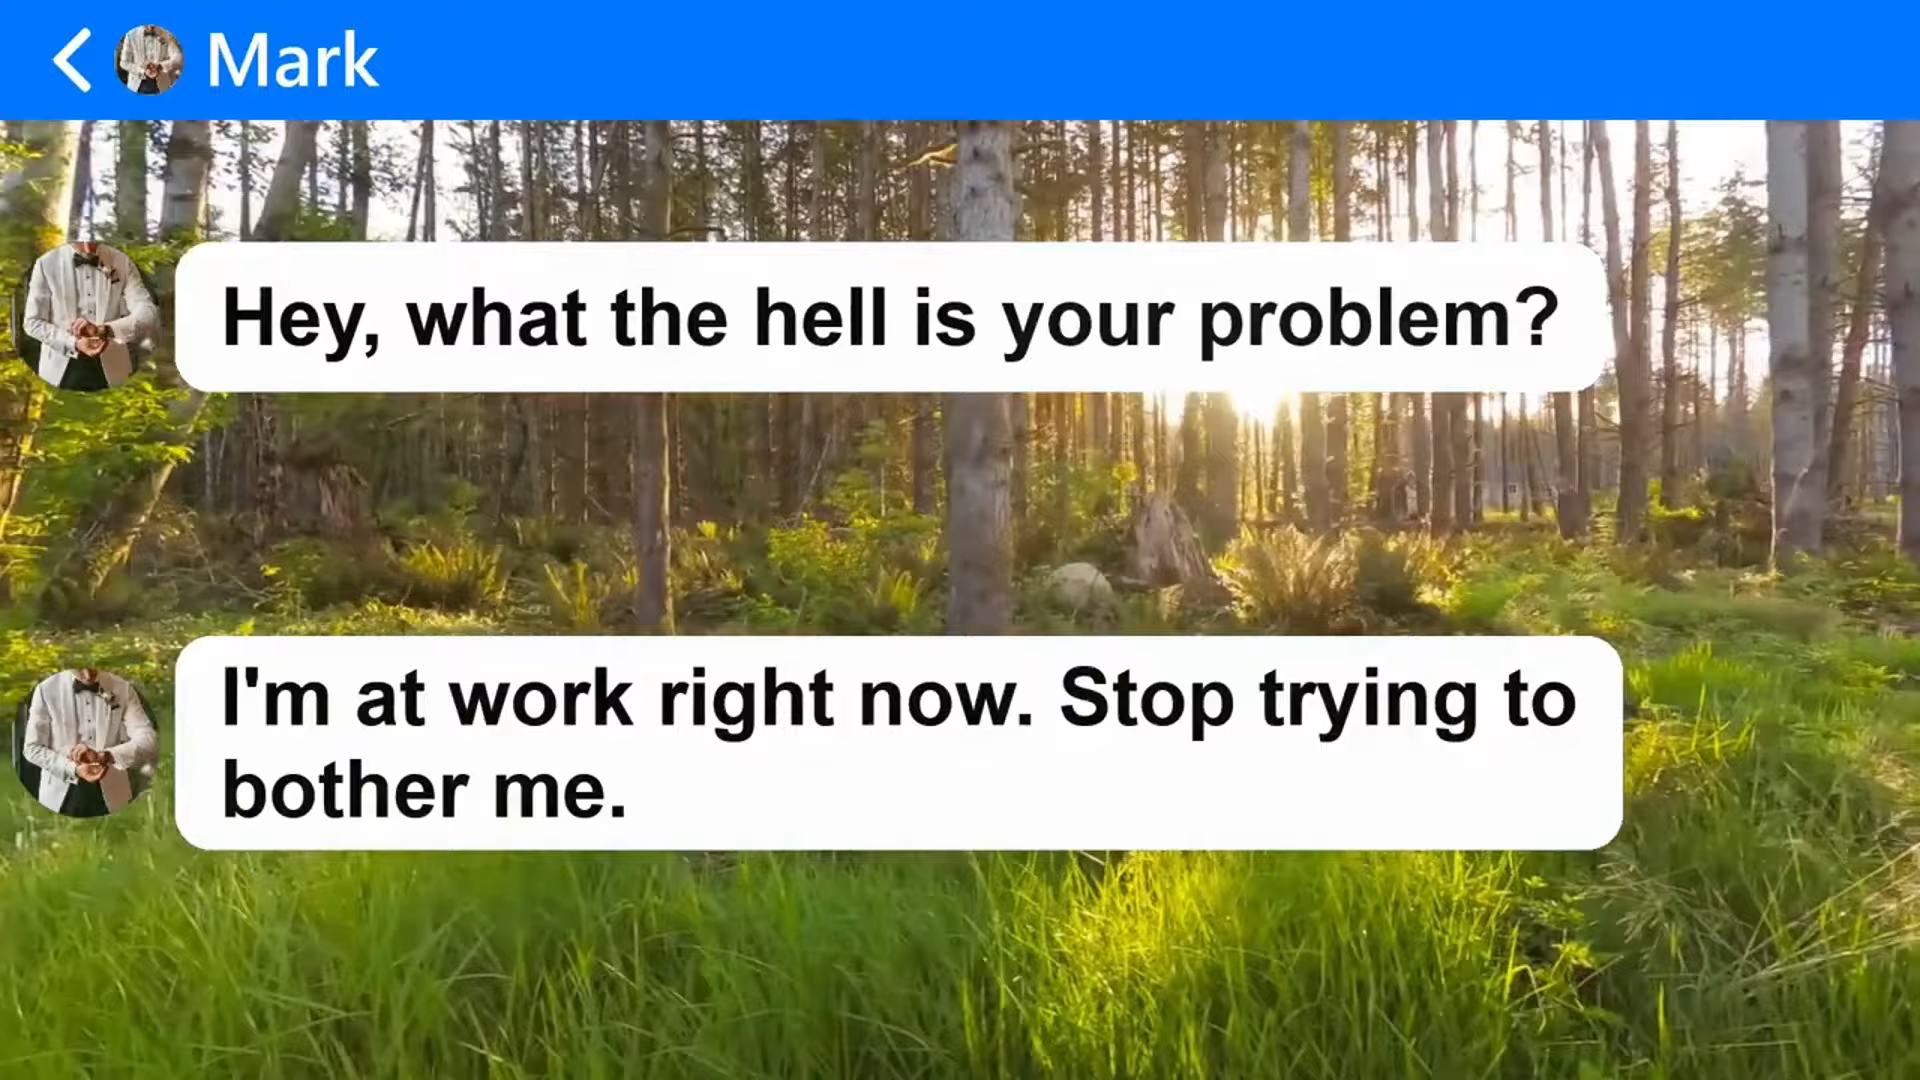 Mark
Hey, what the hell is your problem?
I'm at work right now. Stop trying to
bother me.